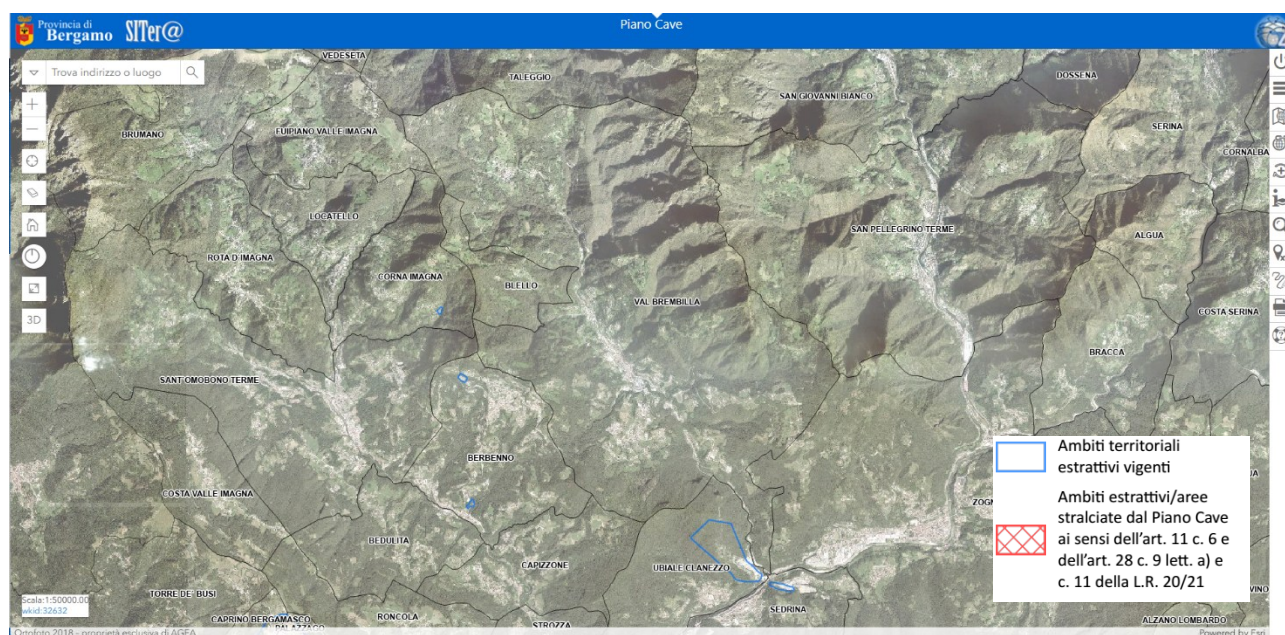 Provincia di
Bergamo
SITer@
Piano Cave
Trova indirizzo o luogo
VEDESETA
TALEGGIO
DOSSENA
SAN GIOVANNI BIANCO
BRUMANO
FUIPIANO VALLE IMAGNA
SERINA
CORNALBA
LOCATELLO
SAN PELLEGRINO TERME
ALGUA
ROTA D'IMAGNA
CORNA IMAGNA
BLELLO
VAL BREMBILLA
3D
COSTA SERINA
BRACCA
SANT'OMOBONO TERME
BERBENNO
COSTA VALLE IMAGNA
ZOGN
BEDULITA
CAPIZZONE
UBIALE CLANEZZO
TORRE DE' BUSI
SEDRINA
CAPRINO BERGAMASCO
PALAZZAGO
RONCOLA
STROZZA
ALZANO LOMBARDO
Ambiti territoriali
estrattivi vigenti
Ambiti estrattivi/aree
stralciate dal Piano Cave
ai sensi dell'art. 11 c. 6 e
dell'art. 28 c. 9 lett. a) e
c. 11 della L.R. 20/21
Scala:1:50000.00
wkid:32632
Ortofoto 2018 - proprietà esclusiva di AGEA
Powered by Esri